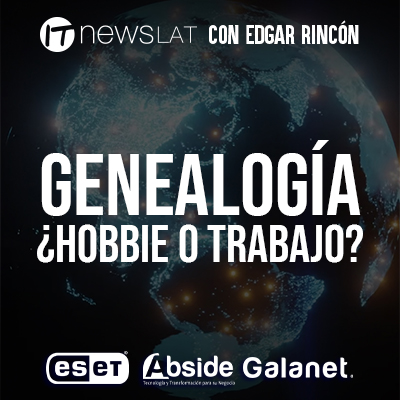 IT newsLAT CON EDGAR RINCÓN
GENEALOGÍA
¿HOBBIE O TRABAJO?
eseT® Abside Galanet.
Tecnología y Transformación para su Negocio